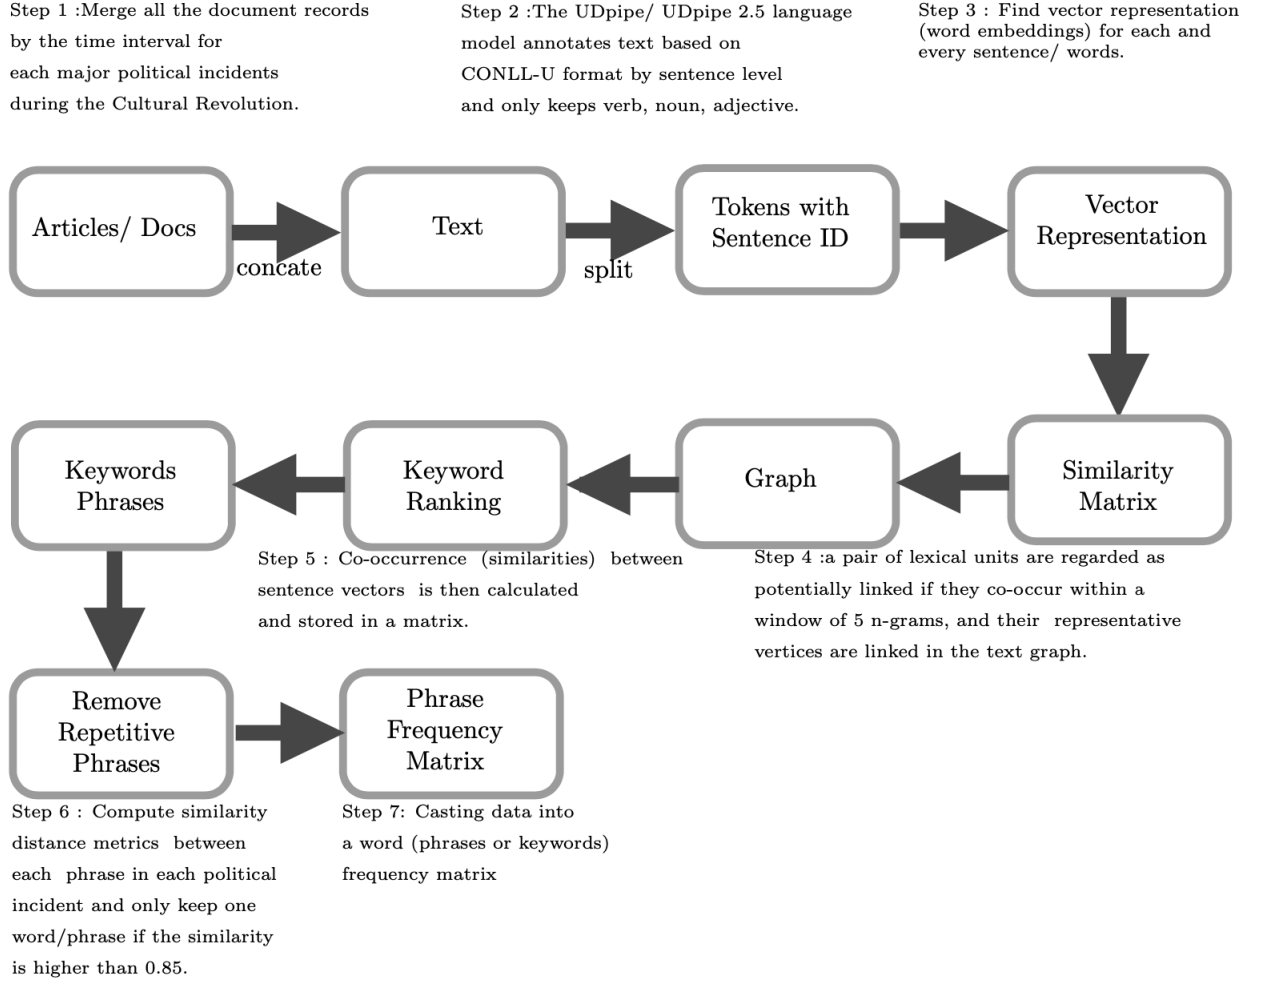 Step 1 :Merge all the document records
by the time interval for
each major political incidents
during the Cultural Revolution.
Step 2 :The UDpipe/ UDpipe 2.5 language
model annotates text based on
CONLL-U format by sentence level
and only keeps verb, noun, adjective.
Step 3 : Find vector representation
(word embeddings) for each and
every sentence/ words.
Articles/ Docs
concate
Text
split
Tokens with
Sentence ID
Vector
Representation
Similarity
Matrix
Graph
Keyword
Ranking
Keywords
Phrases
Step 4 :a pair of lexical units are regarded as
potentially linked if they co-occur within a
window of 5 n-grams, and their representative
vertices are linked in the text graph.
Step 5 : Co-occurrence (similarities) between
sentence vectors is then calculated
and stored in a matrix.
Remove
Repetitive
Phrases
Phrase
Frequency
Matrix
Step 6 : Compute similarity
distance metrics between
each phrase in each political
incident and only keep one
word/phrase if the similarity
is higher than 0.85.
Step 7: Casting data into
a word (phrases or keywords)
frequency matrix